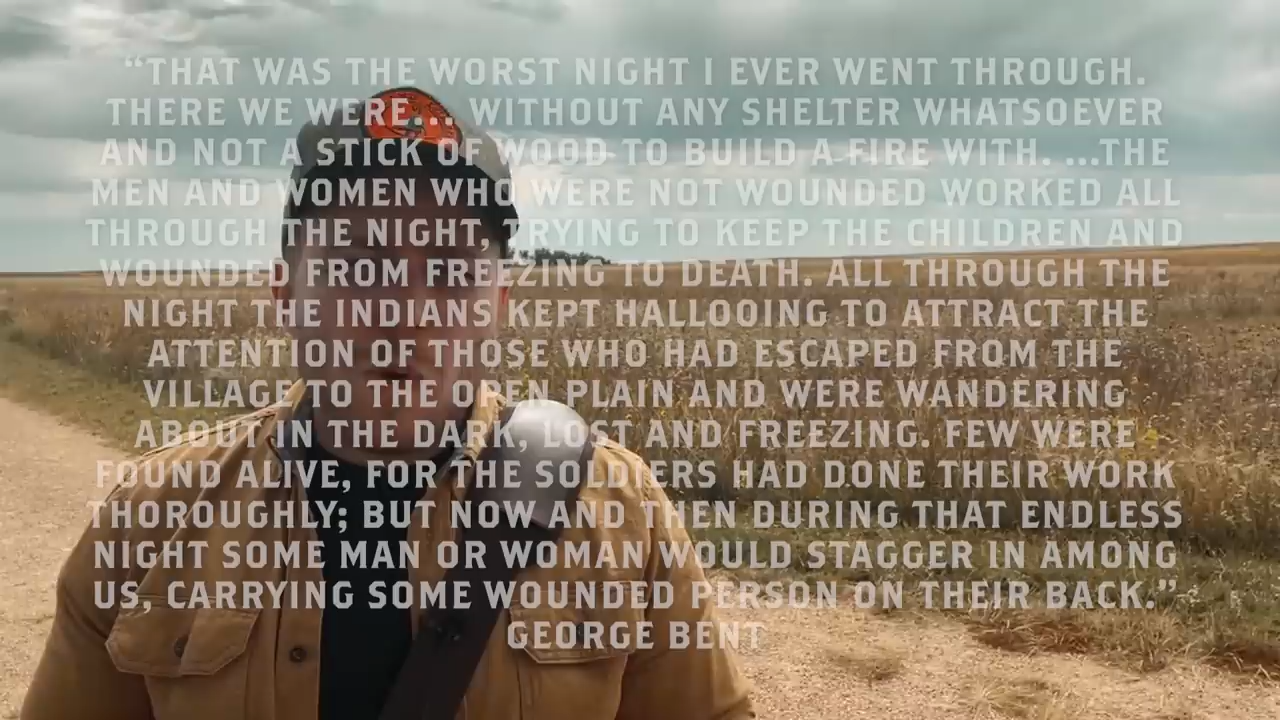 “THAT WAS THE WORST NIGHT I EVER WENT THROUGH.
THERE WE WERE ... WITHOUT ANY SHELTER WHATSOEVER
AND NOT A STICK OF WOOD TO BUILD A FIRE WITH. ...THE
MEN AND WOMEN WHO WERE NOT WOUNDED WORKED ALL
THROUGH THE NIGHT, TRYING TO KEEP THE CHILDREN AND
WOUNDED FROM FREEZING TO DEATH. ALL THROUGH THE
NIGHT THE INDIANS KEPT HALLOOING TO ATTRACT THE
ATTENTION OF THOSE WHO HAD ESCAPED FROM THE
VILLAGE TO THE OPEN PLAIN AND WERE WANDERING
ABOUT IN THE DARK, LOST AND FREEZING. FEW WERE
FOUND ALIVE, FOR THE SOLDIERS HAD DONE THEIR WORK
THOROUGHLY; BUT NOW AND THEN DURING THAT ENDLESS
NIGHT SOME MAN OR WOMAN WOULD STAGGER IN AMONG
US, CARRYING SOME WOUNDED PERSON ON THEIR BACK.”
GEORGE BENT